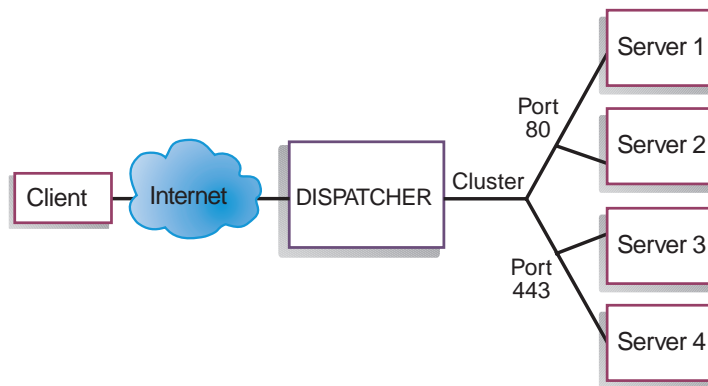 Client
Internet
DISPATCHER
Cluster
Port
80
Port
443
Server 1
Server 2
Server 3
Server 4